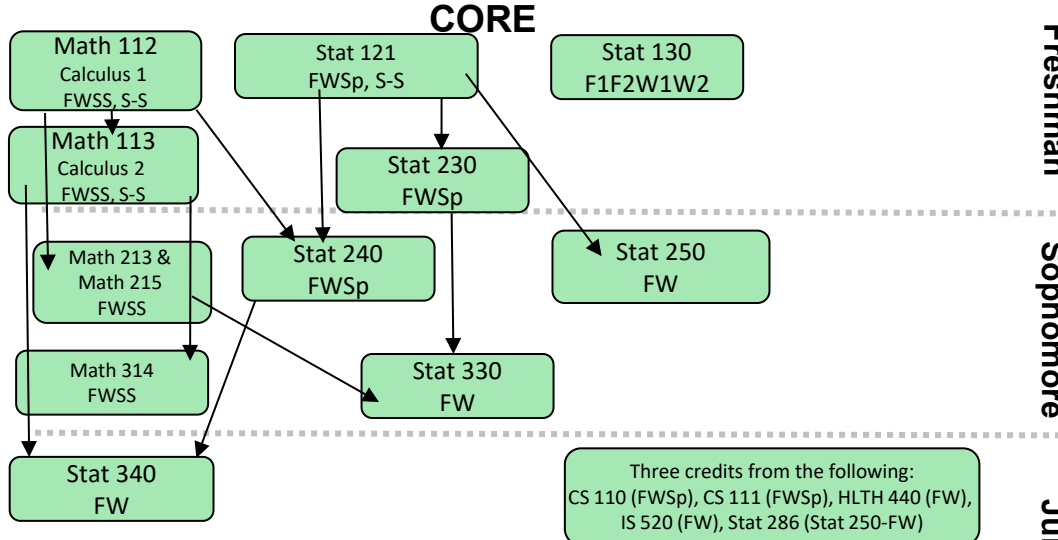 CORE
Math 112
Calculus 1
FWSS, S-S
Stat 121
FWSp, S-S
Stat 130
F1F2W1W2
Freshman
Math 113
Calculus 2
FWSS, S-S
Stat 230
FWSp
Math 213 &
Math 215
FWSS
Stat 240
FWSp
Stat 250
FW
Sophomore
Math 314
FWSS
Stat 330
FW
Stat 340
FW
Three credits from the following:
CS 110 (FWSp), CS 111 (FWSp), HLTH 440 (FW),
IS 520 (FW), Stat 286 (Stat 250-FW)